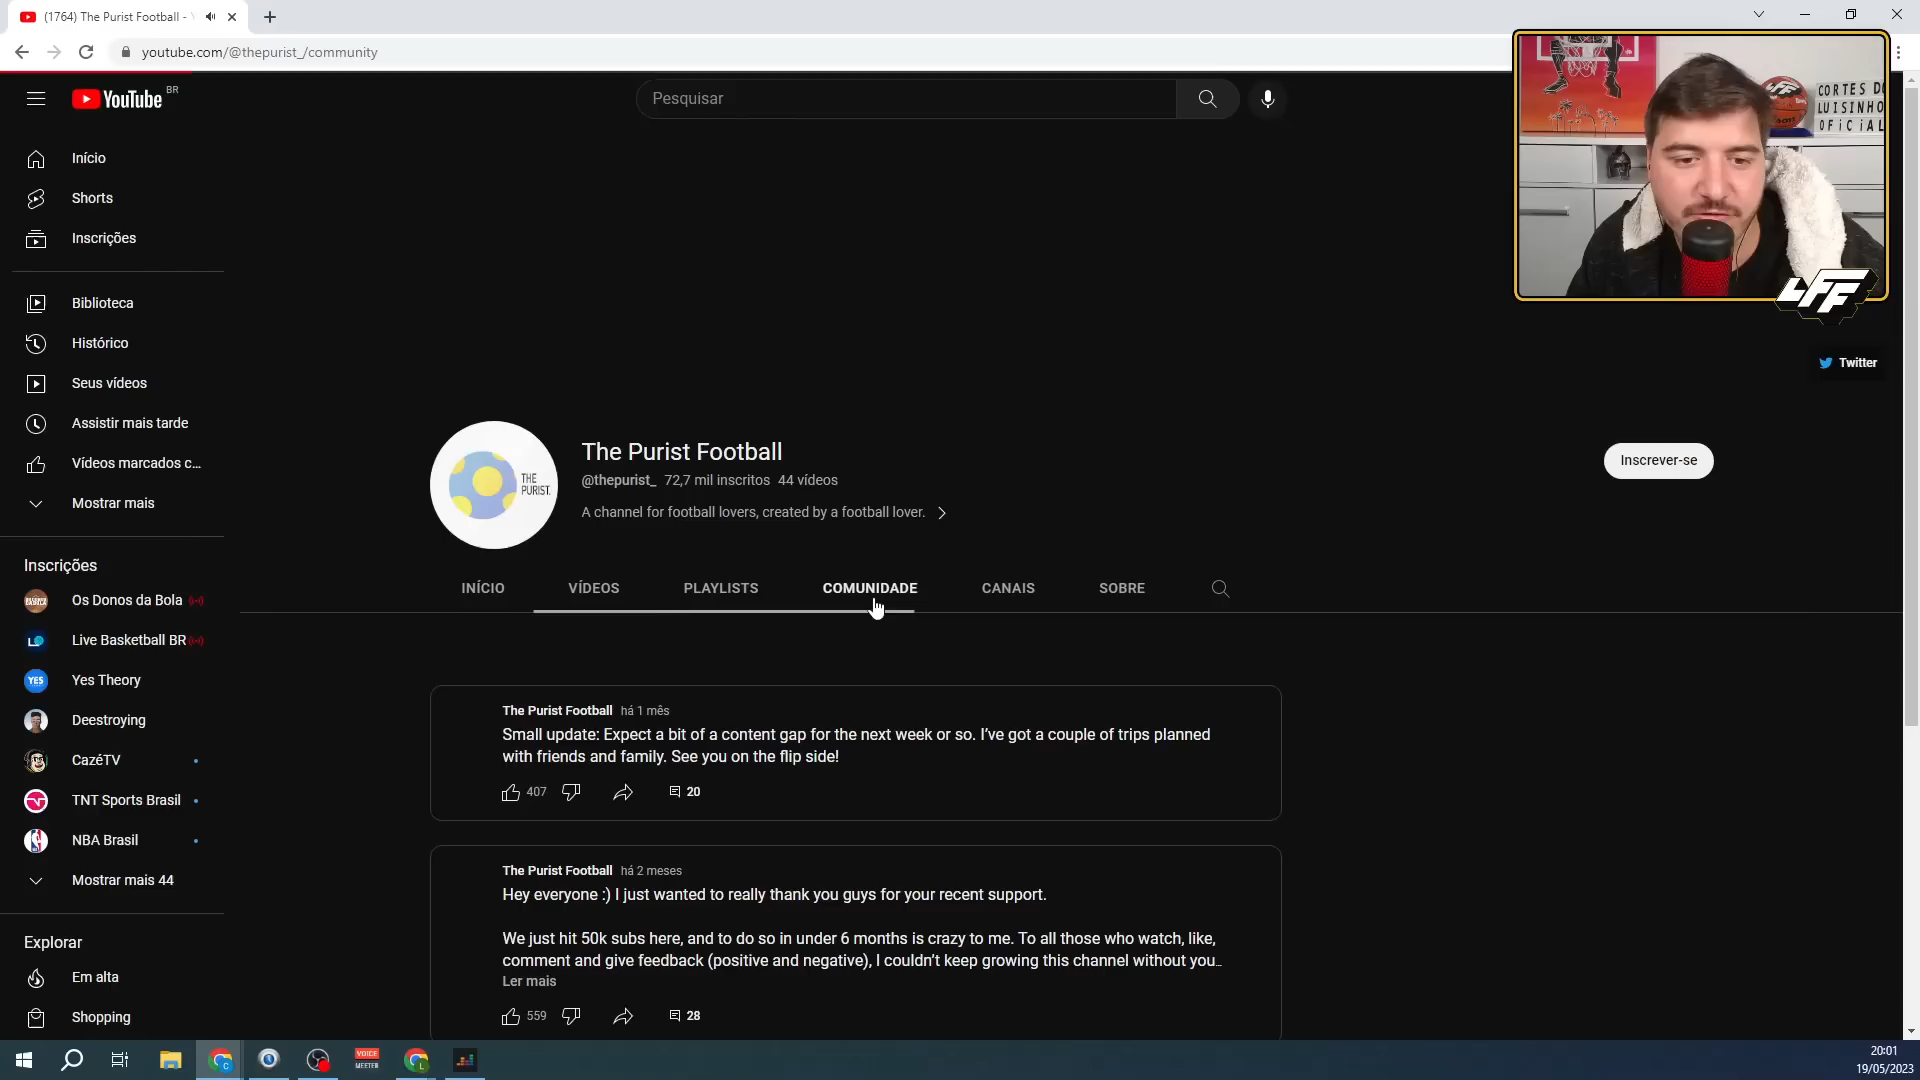 (1764) The Purist Football -
youtube.com/@thepurist_/community
YouTube BR
Pesquisar
Início
Shorts
Inscrições
Biblioteca
Histórico
Seus vídeos
Assistir mais tarde
Vídeos marcados c...
Mostrar mais
Inscrições
Os Donos da Bola
Live Basketball BR
YES
Yes Theory
Deestroying
CazéTV
TNT Sports Brasil
NBA Brasil
Mostrar mais 44
Explorar
Em alta
Shopping
CORTES DO
LUISINHO
OFiCiAL
LFF
Twitter
THE
PURIST.
The Purist Football
@thepurist_ 72,7 mil inscritos 44 vídeos
A channel for football lovers, created by a football lover.
Inscrever-se
INÍCIO VÍDEOS PLAYLISTS COMUNIDADE CANAIS SOBRE
The Purist Football há 1 mês
Small update: Expect a bit of a content gap for the next week or so. I've got a couple of trips planned
with friends and family. See you on the flip side!
407 20
The Purist Football há 2 meses
Hey everyone :) I just wanted to really thank you guys for your recent support.
We just hit 50k subs here, and to do so in under 6 months is crazy to me. To all those who watch, like,
comment and give feedback (positive and negative), I couldn't keep growing this channel without you...
Ler mais
559 28
VOICE
MEETER
20:01
19/05/2023